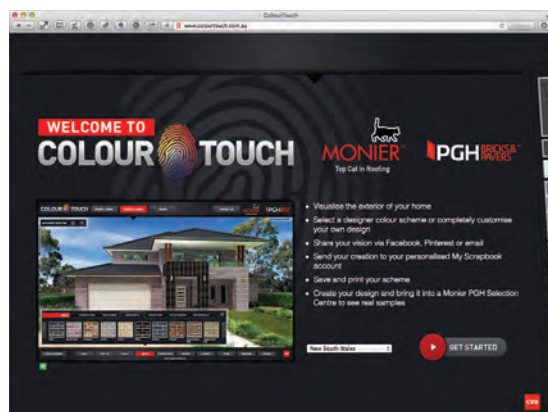 ColourTouch
www.colourtouch.com.au
WELCOME TO
COLOUR TOUCH
MONIER
Top Cat in Roofing
PGH BRICKS & PAVERS
COLOUR TOUCH
• Visualise the exterior of your home
• Select a designer colour scheme or completely customise
your own design
• Share your vision via Facebook, Pinterest or email
• Send your creation to your personalised My Scrapbook
account
• Save and print your scheme
• Create your design and bring it into a Monier PGH Selection
Centre to see real samples
New South Wales
GET STARTED
CSR